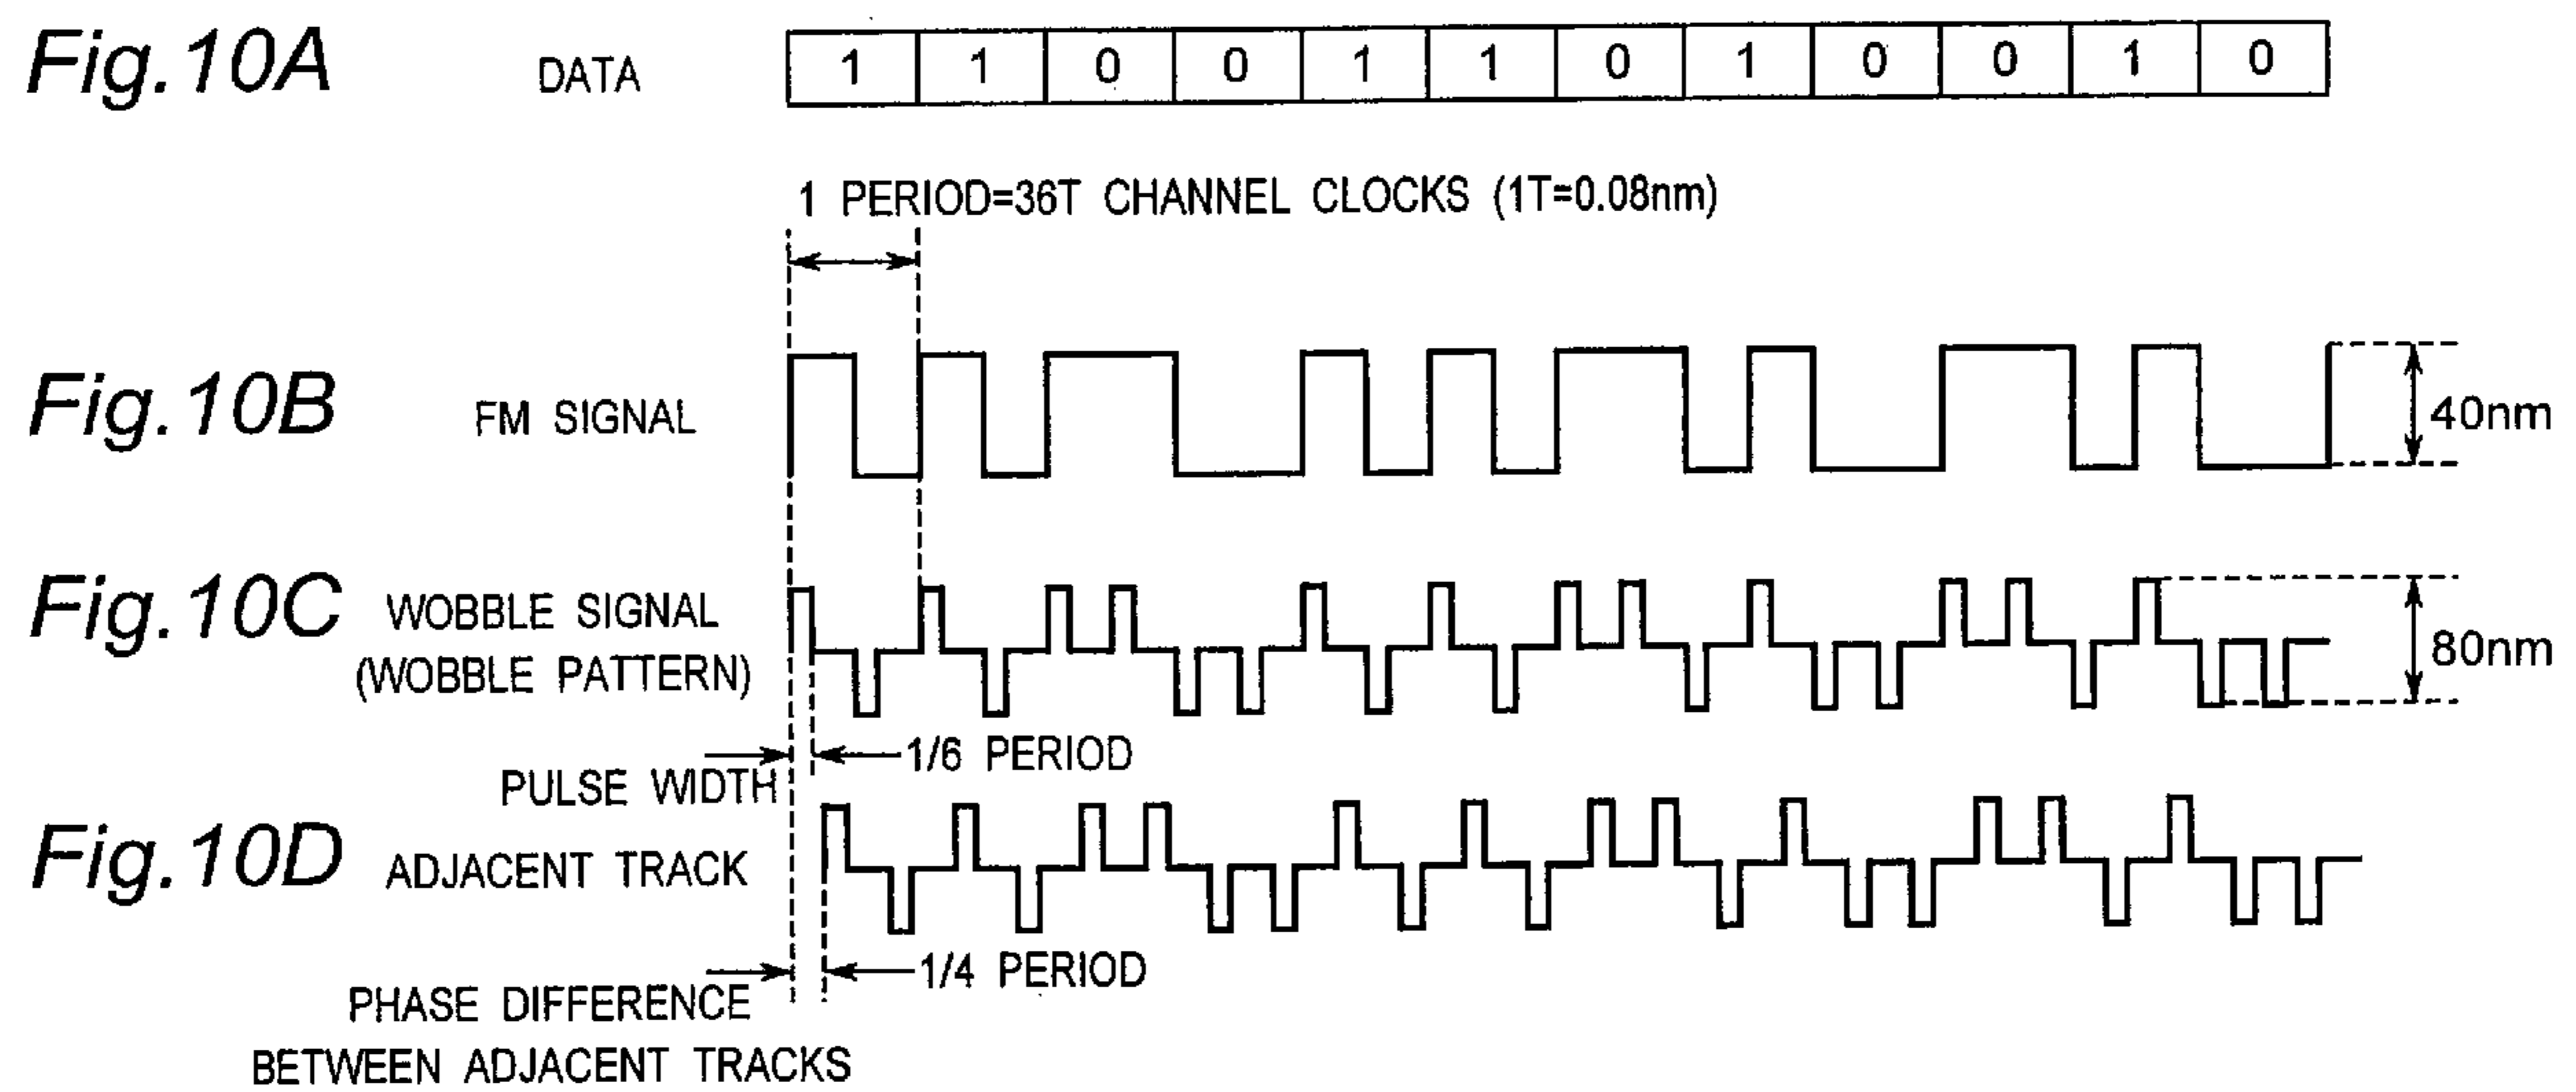 Fig.10A DATA 1 1 0 0 1 1 0 1 0 0 1 0
1 PERIOD=36T CHANNEL CLOCKS (1T=0.08nm)
Fig.10B FM SIGNAL 40nm
Fig.10C WOBBLE SIGNAL
(WOBBLE PATTERN) 80nm
1/6 PERIOD
PULSE WIDTH
Fig.10D ADJACENT TRACK
1/4 PERIOD
PHASE DIFFERENCE
BETWEEN ADJACENT TRACKS